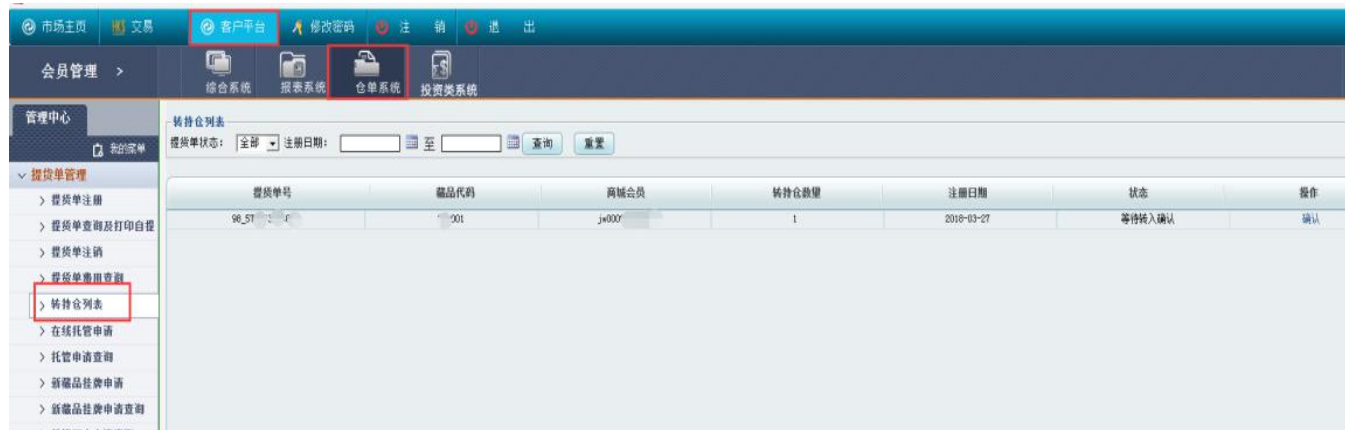 市场主页 交易 客户平台 修改密码 注 销 退 出
会员管理 >
综合系统 报表系统 仓单系统 投资类系统
管理中心
我的菜单
提货单管理
> 提货单注册
> 提货单查询及打印自提
> 提货单注销
> 提货单费用查询
> 转持仓列表
> 在线托管申请
> 托管申请查询
> 新藏品挂牌申请
> 新藏品挂牌申请查询
转持仓列表
提货单状态: 全部 注册日期: 至 查询 重置
提货单号 藏品代码 商城会员 转持仓数量 注册日期 状态 操作
98_57 001 jw000 1 2018-03-27 等待转入确认 确认